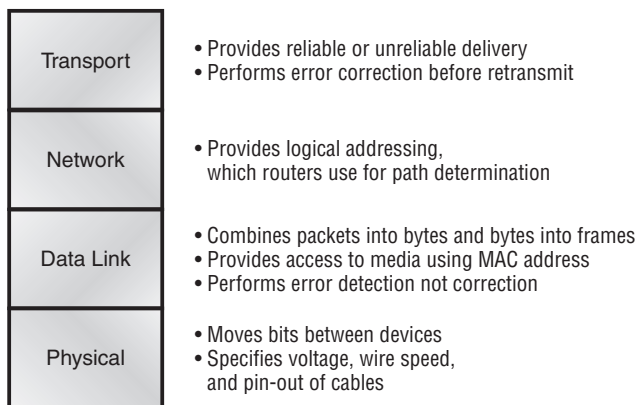 Transport
• Provides reliable or unreliable delivery
• Performs error correction before retransmit
Network
• Provides logical addressing,
which routers use for path determination
Data Link
• Combines packets into bytes and bytes into frames
• Provides access to media using MAC address
• Performs error detection not correction
Physical
• Moves bits between devices
• Specifies voltage, wire speed,
and pin-out of cables